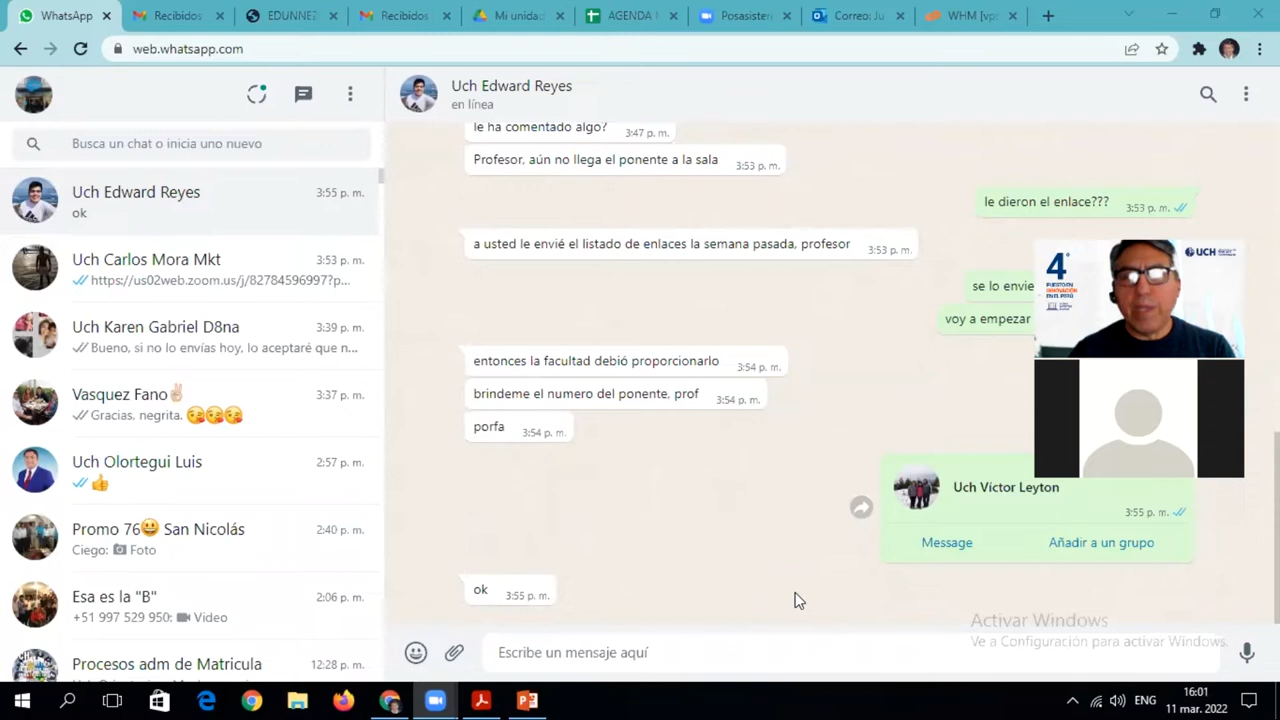 WhatsApp
Recibidos
EDUNNE
Recibidos
Mi unidad
AGENDA
Posasister
Correo: Ju
WHM [vp
web.whatsapp.com
Uch Edward Reyes
en línea
Busca un chat o inicia uno nuevo
Uch Edward Reyes
3:55 p. m.
ok
Uch Carlos Mora Mkt
3:53 p. m.
https://us02web.zoom.us/j/82784596997?p...
Uch Karen Gabriel D8na
3:39 p. m.
Bueno, si no lo envías hoy, lo aceptaré que n...
Vasquez Fano✌🏻
3:37 p. m.
Gracias, negrita. 😘😘😘
Uch Olortegui Luis
2:57 p. m.
👍
Promo 76😃 San Nicolás
2:40 p. m.
Ciego: 📷 Foto
Esa es la "B"
2:06 p. m.
+51 997 529 950: Video
Procesos adm de Matricula
12:28 p. m.
le ha comentado algo?
3:47 p. m.
Profesor, aún no llega el ponente a la sala
3:53 p. m.
le dieron el enlace???
3:53 p. m.
a usted le envié el listado de enlaces la semana pasada, profesor
3:53 p. m.
se lo envie
voy a empezar
4°
PUESTO EN
INNOVACIÓN
EN EL PERÚ
UCH
entonces la facultad debió proporcionarlo
3:54 p. m.
brindeme el numero del ponente, prof
3:54 p. m.
porfa
3:54 p. m.
Uch Víctor Leyton
3:55 p. m.
Message
Añadir a un grupo
ok
3:55 p. m.
Activar Windows
Ve a Configuración para activar Windows.
Escribe un mensaje aquí
ENG
16:01
11 mar. 2022